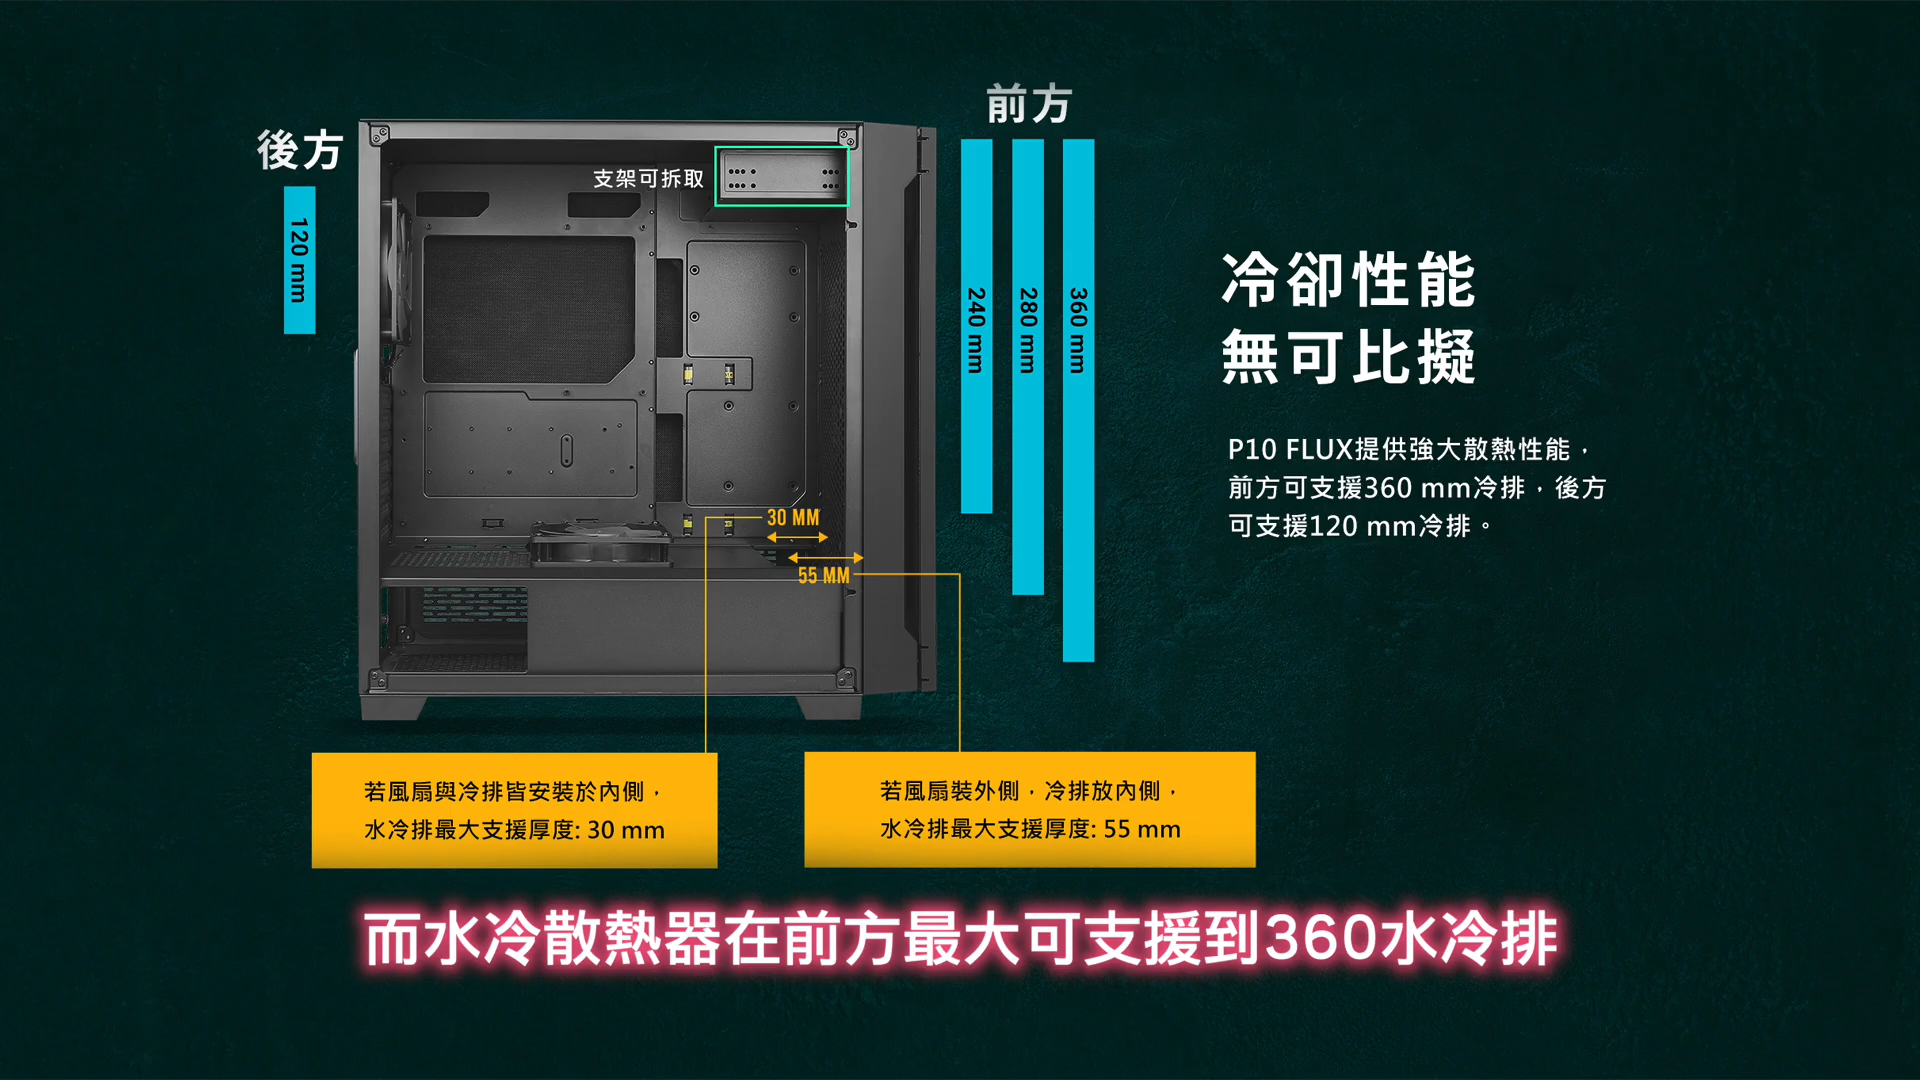 前方
後方
支架可拆取
120 mm
240 mm
280 mm
360 mm
冷卻性能
無可比擬
P10 FLUX提供強大散熱性能，
前方可支援360 mm冷排，後方
可支援120 mm冷排。
30 MM
55 MM
若風扇與冷排皆安裝於內側，
水冷排最大支援厚度: 30 mm
若風扇裝外側，冷排放內側，
水冷排最大支援厚度: 55 mm
而水冷散熱器在前方最大可支援到360水冷排